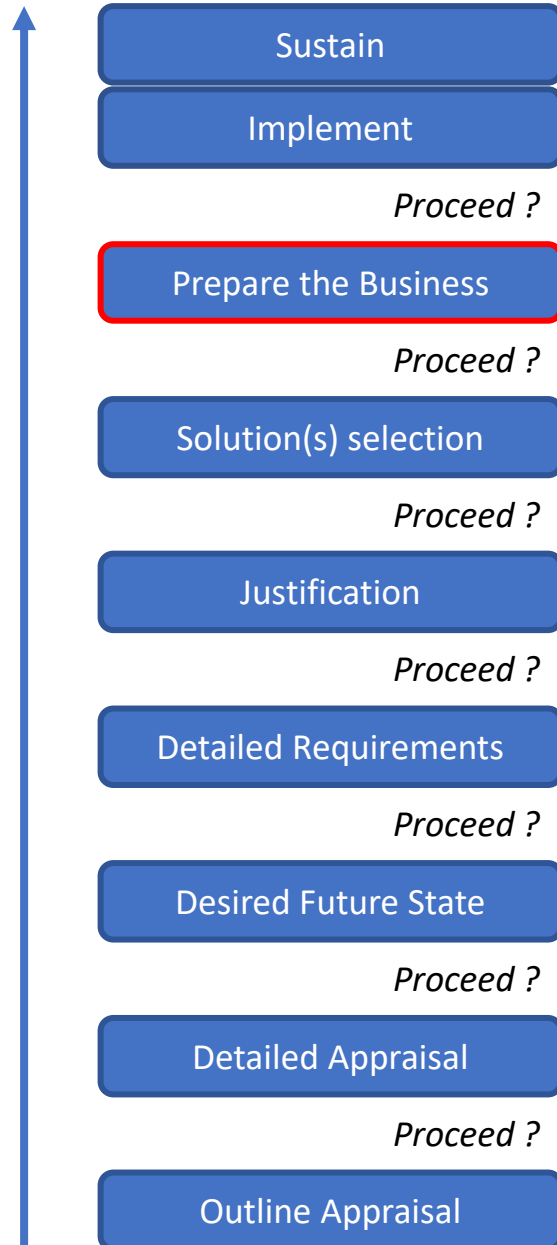 Sustain
Implement
Proceed ?
Prepare the Business
Proceed ?
Solution(s) selection
Proceed ?
Justification
Proceed ?
Detailed Requirements
Proceed ?
Desired Future State
Proceed ?
Detailed Appraisal
Proceed ?
Outline Appraisal